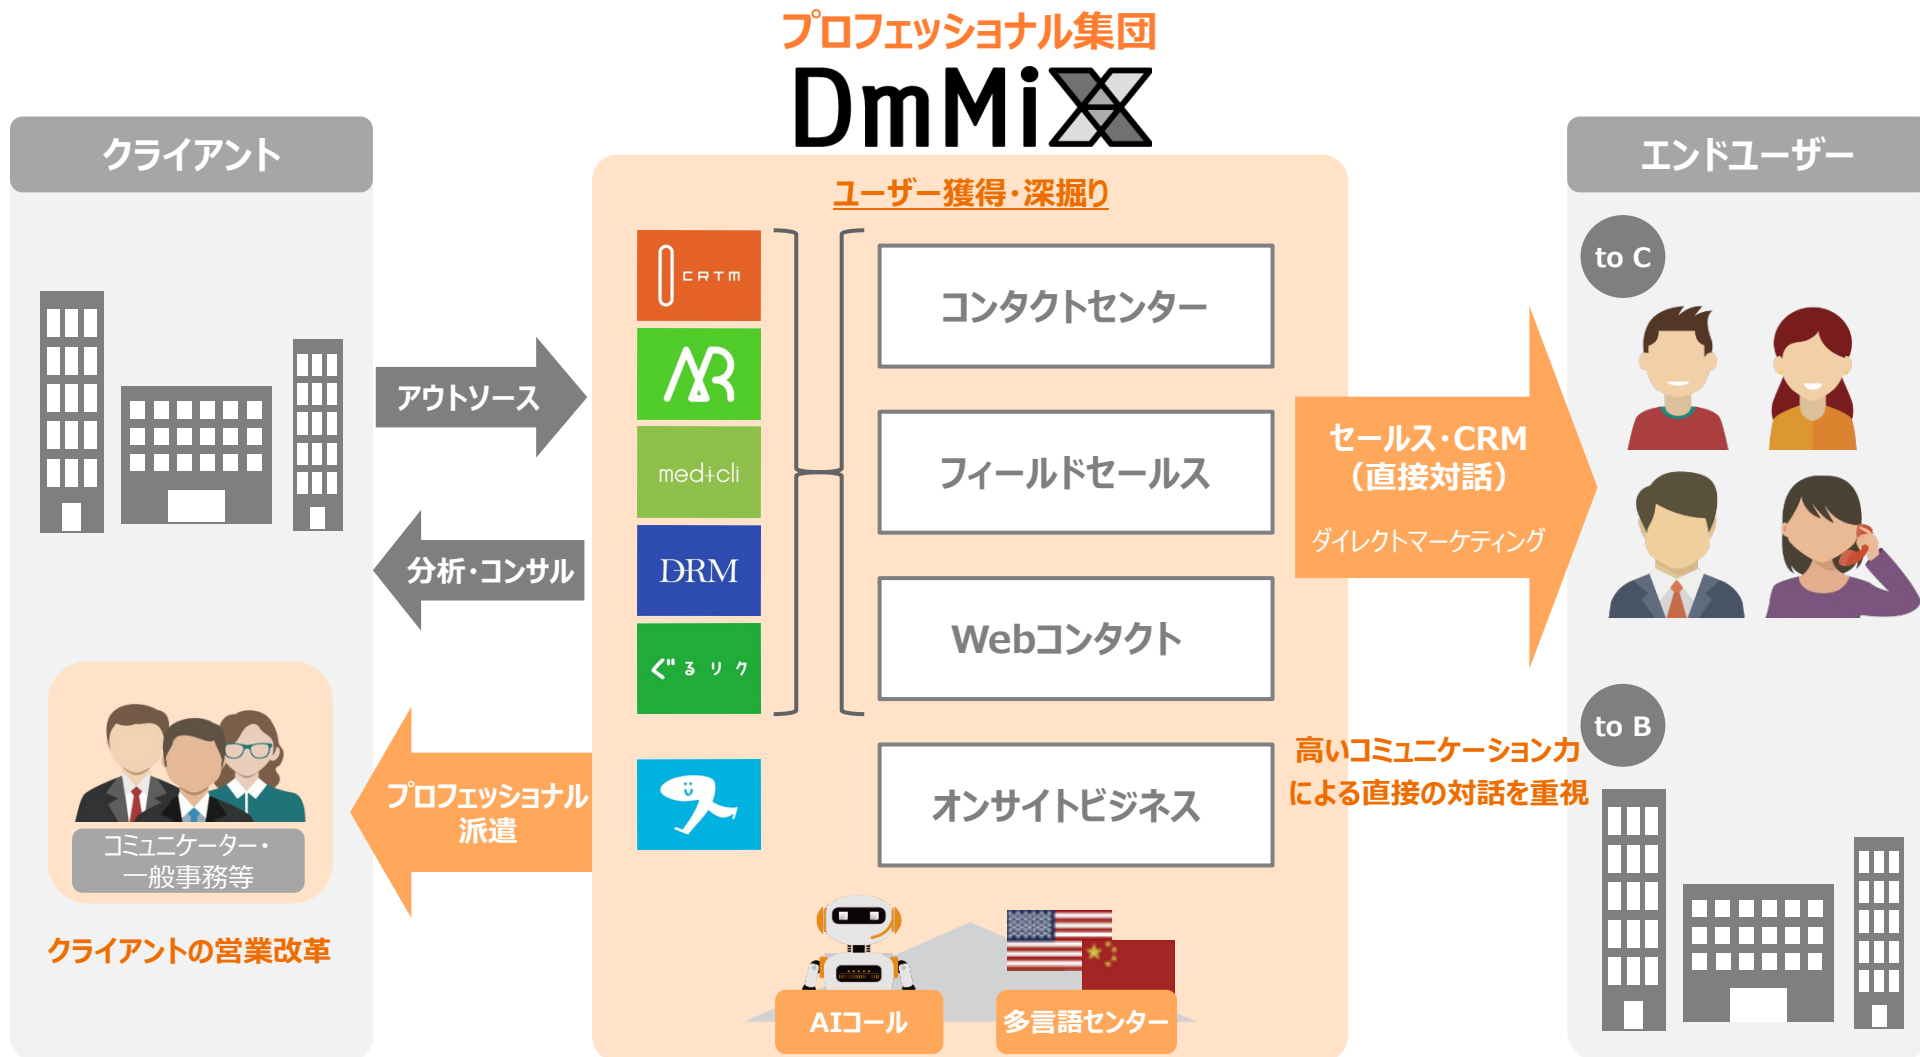 プロフェッショナル集団
DmMiX
クライアント
アウトソース
分析・コンサル
プロフェッショナル
派遣
コミュニケーター・
一般事務等
クライアントの営業改革
ユーザー獲得・深掘り
CRTM
AR
medicli
DRM
ぐるリク
コンタクトセンター
フィールドセールス
Webコンタクト
オンサイトビジネス
AIコール
多言語センター
セールス・CRM
（直接対話）
ダイレクトマーケティング
高いコミュニケーション力
による直接の対話を重視
エンドユーザー
to C
to B